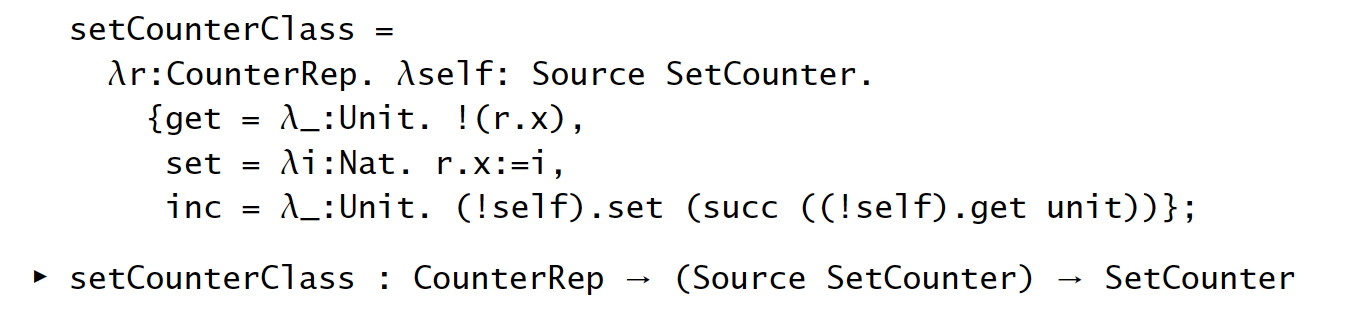 setCounterClass =
λr:CounterRep. λself: Source SetCounter.
{get = λ_:Unit. !(r.x),
set = λi:Nat. r.x:=i,
inc = λ_:Unit. (!self).set (succ ((!self).get unit))};
▸ setCounterClass : CounterRep → (Source SetCounter) → SetCounter